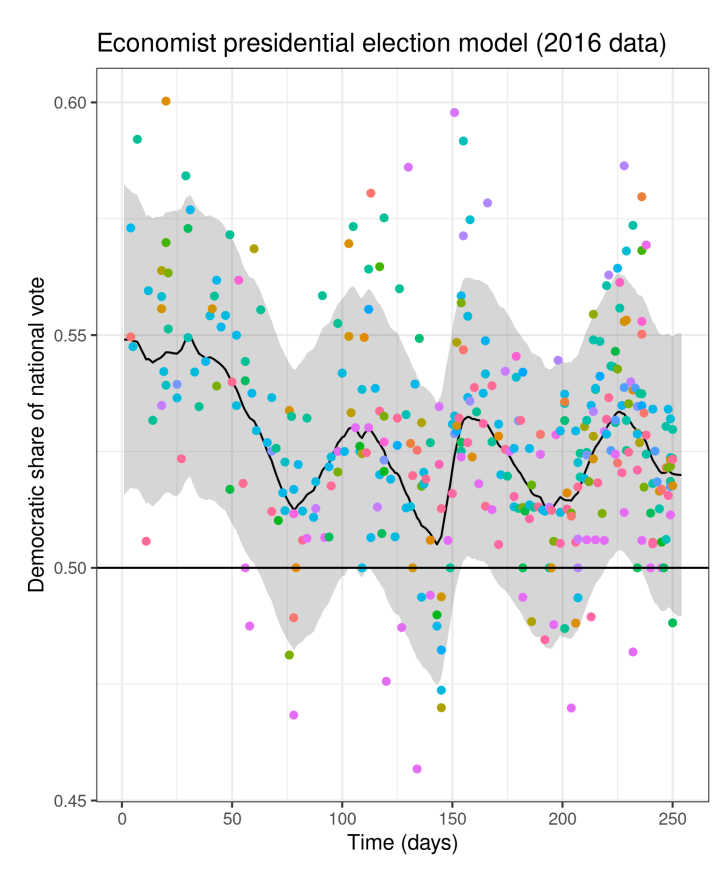 Economist presidential election model (2016 data)
Democratic share of national vote
0.60
0.55
0.50
0.45
0 50 100 150 200 250
Time (days)